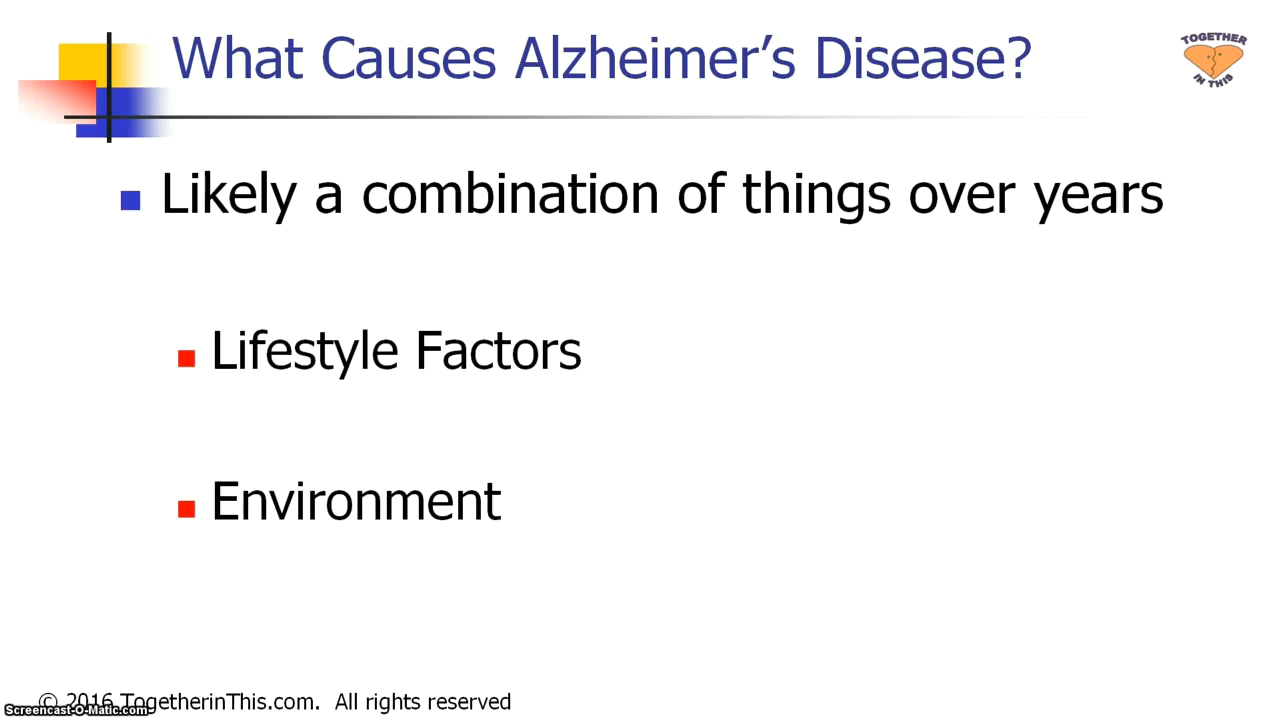 What Causes Alzheimer’s Disease?
TOGETHER
IN THIS
Likely a combination of things over years
Lifestyle Factors
Environment
© 2016 TogetherinThis.com. All rights reserved
Screencast-O-Matic.com